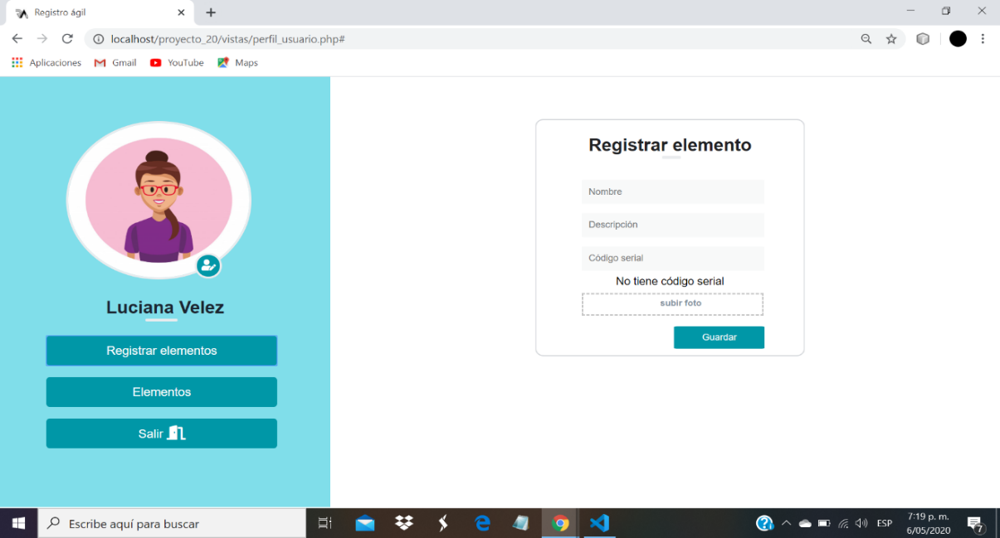 Registro ágil
localhost/proyecto_20/vistas/perfil_usuario.php#
Aplicaciones Gmail YouTube Maps
Luciana Velez
Registrar elementos
Elementos
Salir
Registrar elemento
Nombre
Descripción
Código serial
No tiene código serial
subir foto
Guardar
Escribe aquí para buscar
ESP
7:19 p. m.
6/05/2020
7